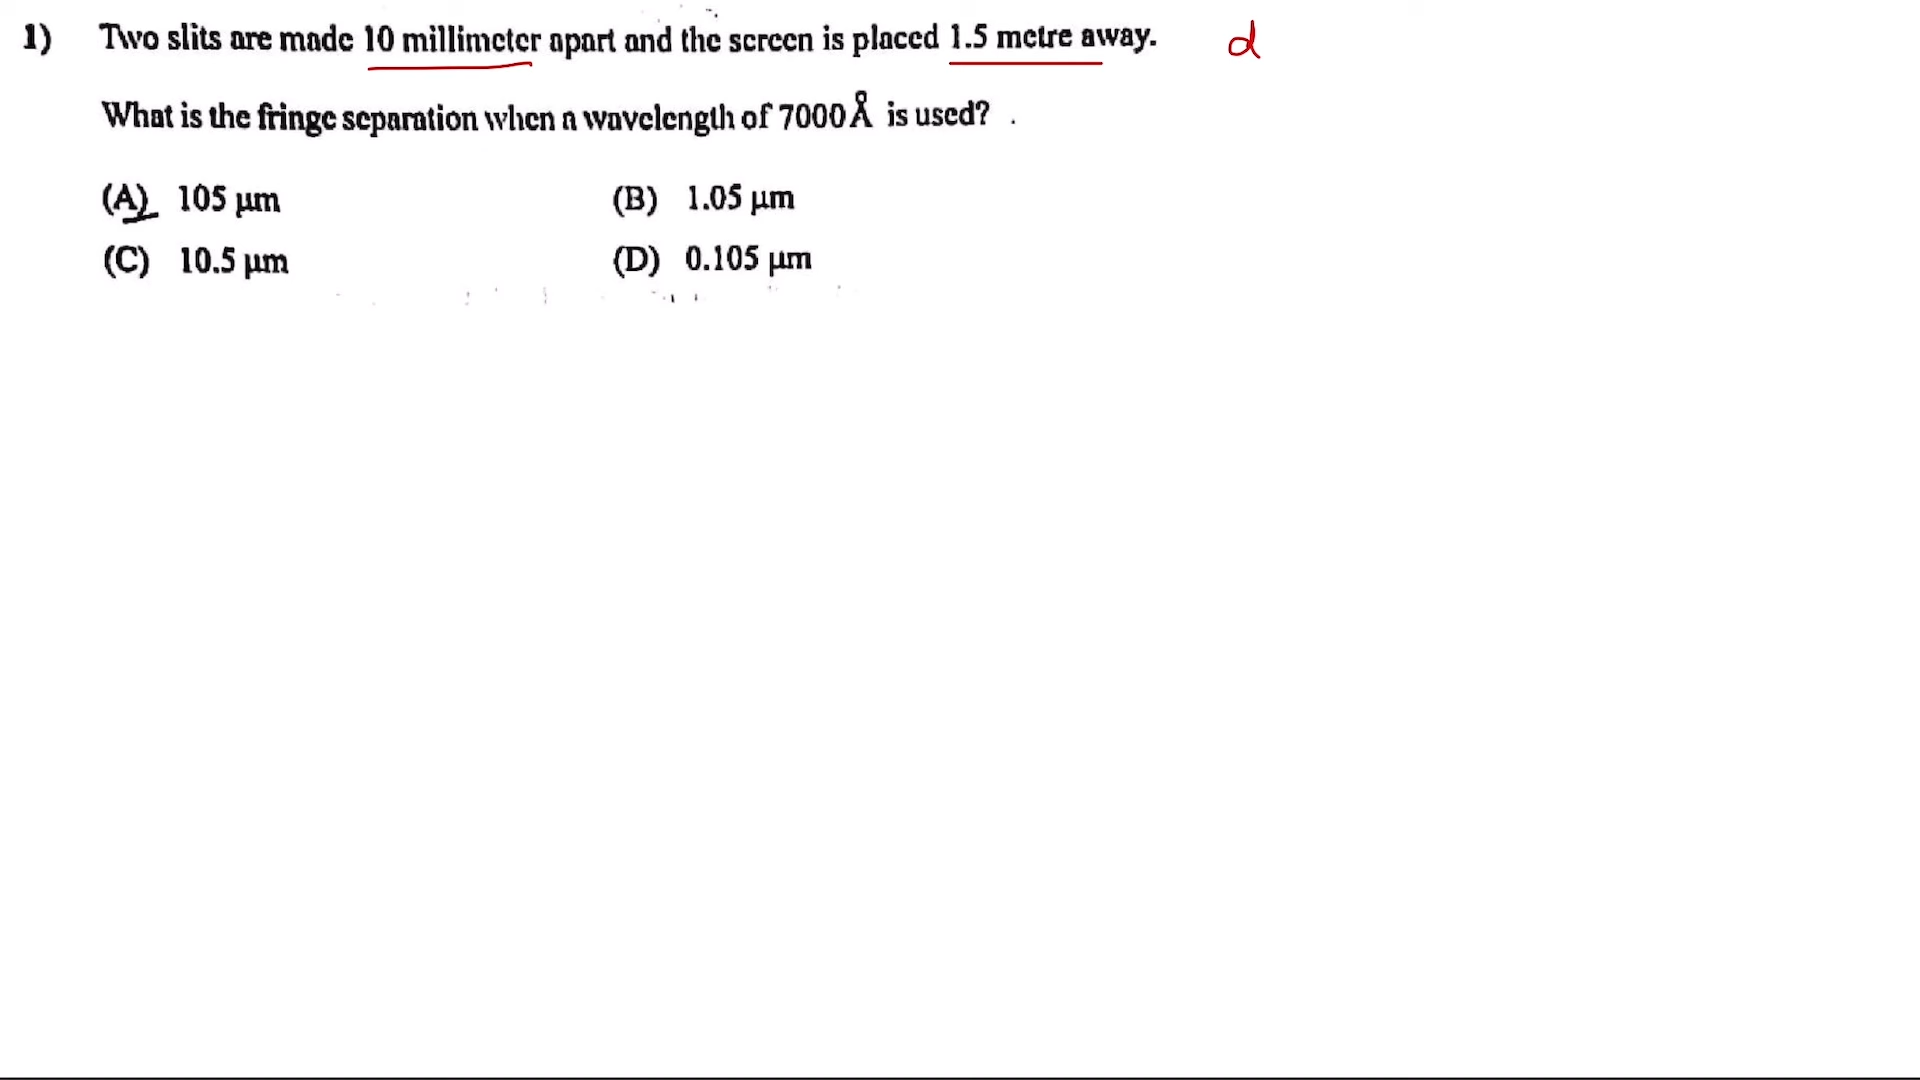 1) Two slits are made 10 millimeter apart and the screen is placed 1.5 metre away. d
What is the fringe separation when a wavelength of 7000 Å is used?
(A) 105 μm (B) 1.05 μm
(C) 10.5 μm (D) 0.105 μm